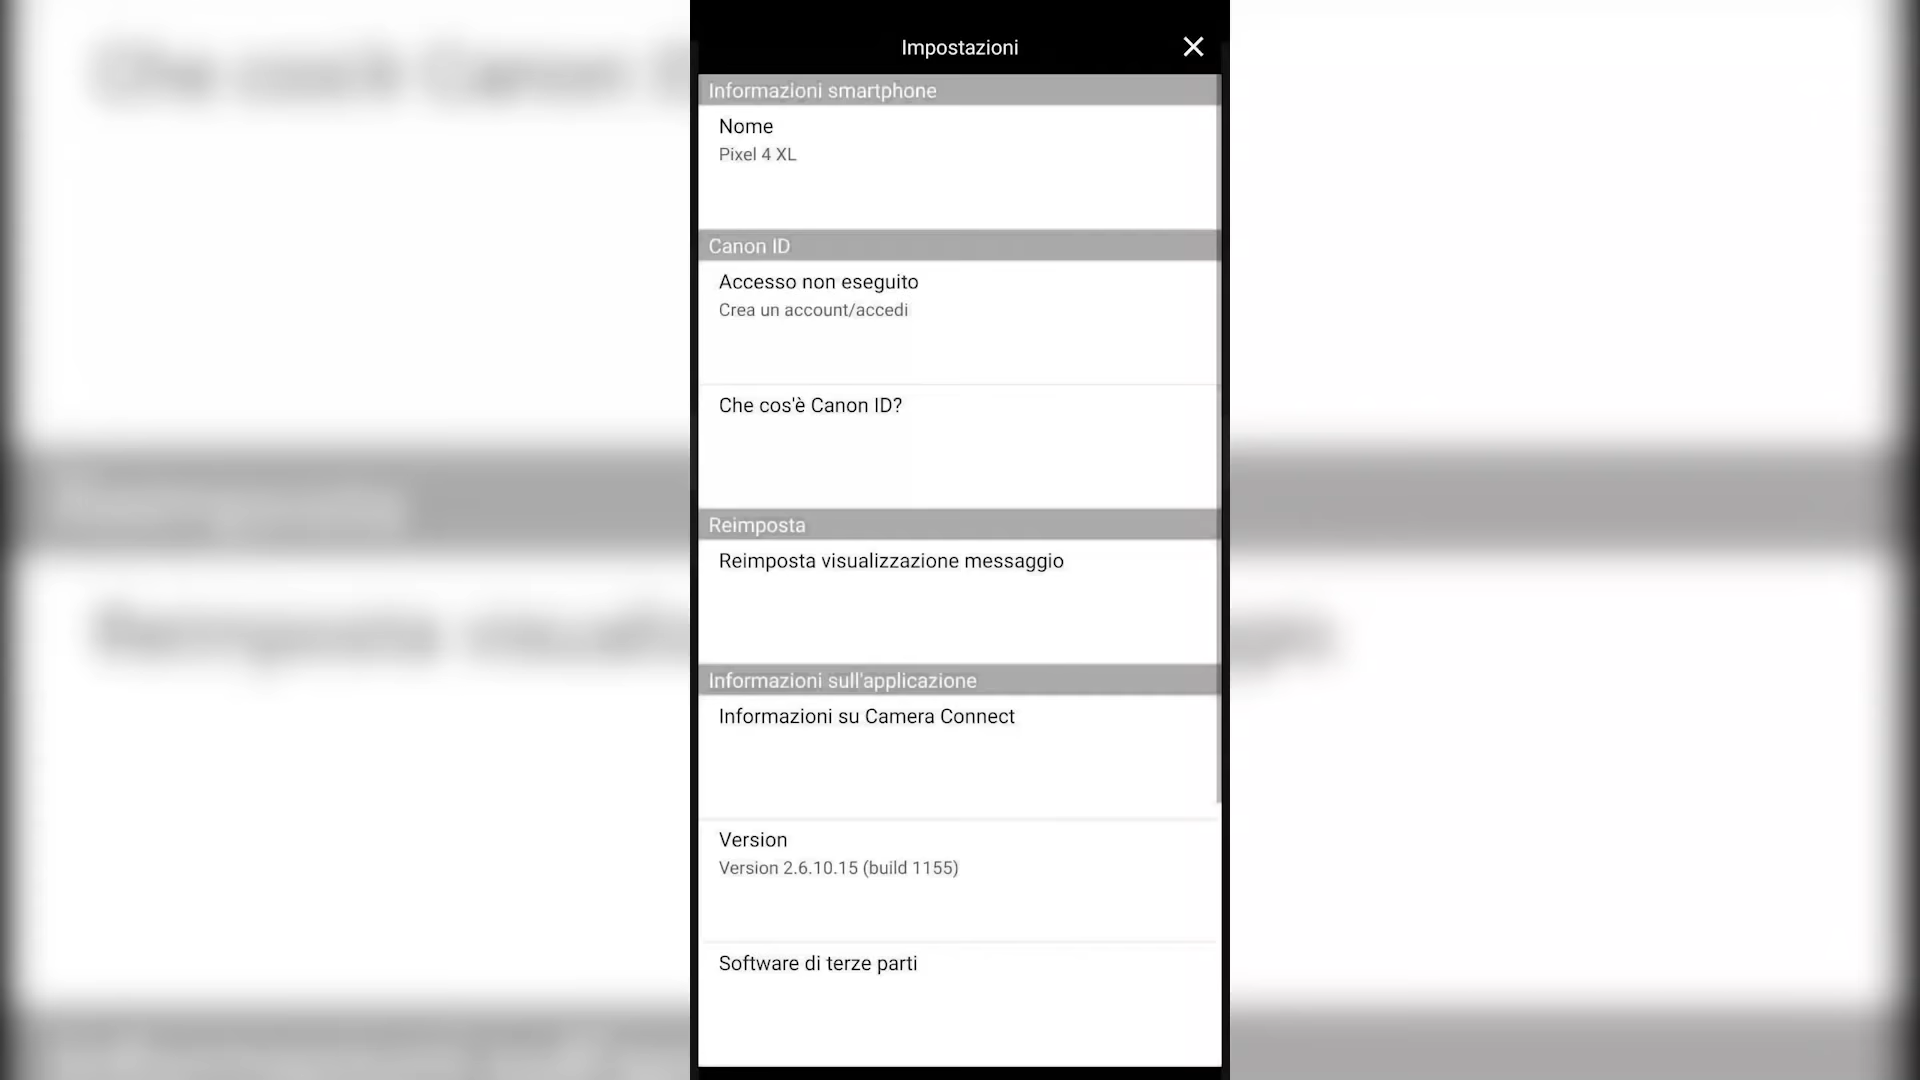 Impostazioni
Informazioni smartphone
Nome
Pixel 4 XL
Canon ID
Accesso non eseguito
Crea un account/accedi
Che cos'è Canon ID?
Reimposta
Reimposta visualizzazione messaggio
Informazioni sull'applicazione
Informazioni su Camera Connect
Version
Version 2.6.10.15 (build 1155)
Software di terze parti